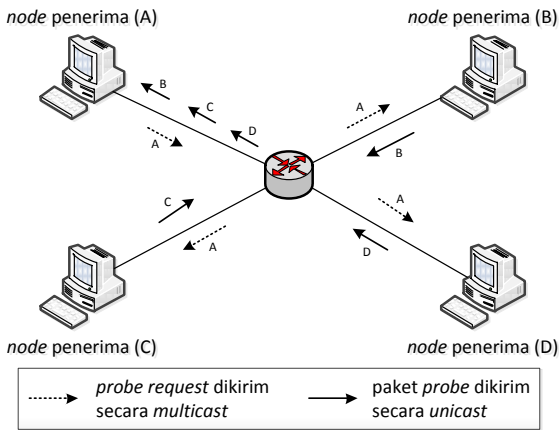 node penerima (A)
node penerima (B)
B
C
D
A
A
B
C
A
A
D
node penerima (C)
node penerima (D)
probe request dikirim
secara multicast
paket probe dikirim
secara unicast